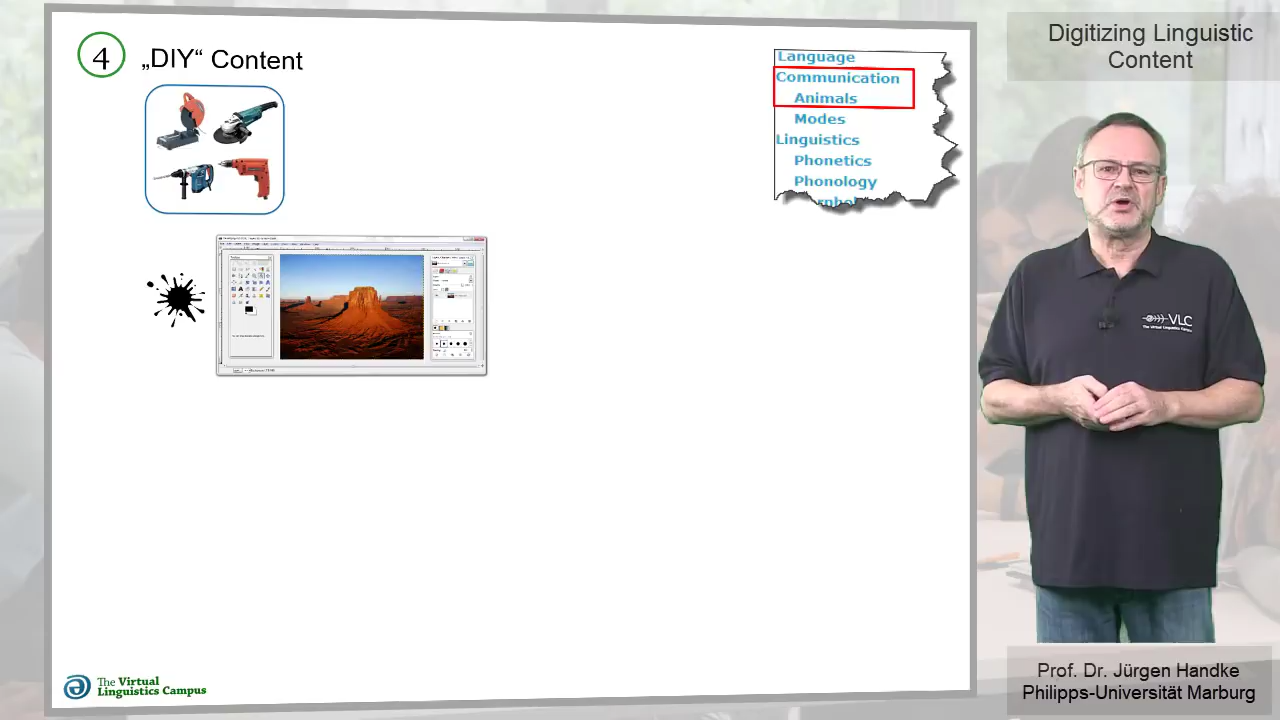 4 „DIY“ Content
Language
Communication
Animals
Modes
Linguistics
Phonetics
Phonology
Digitizing Linguistic
Content
VLC
The Virtual Linguistics Campus
The Virtual
Linguistics Campus
Prof. Dr. Jürgen Handke
Philipps-Universität Marburg